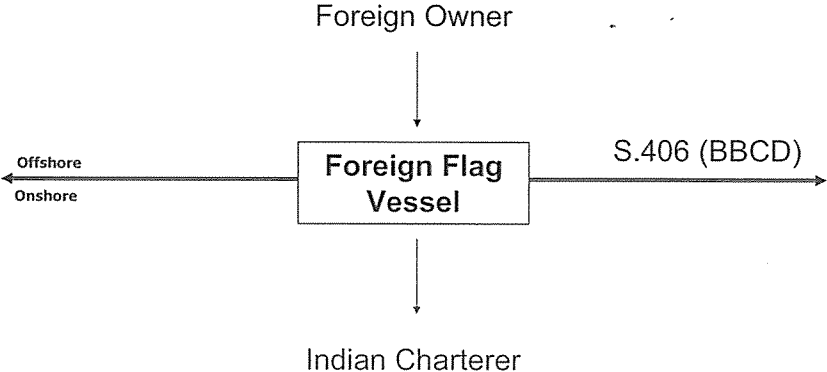 Foreign Owner
Offshore
Onshore
Foreign Flag
Vessel
S.406 (BBCD)
Indian Charterer